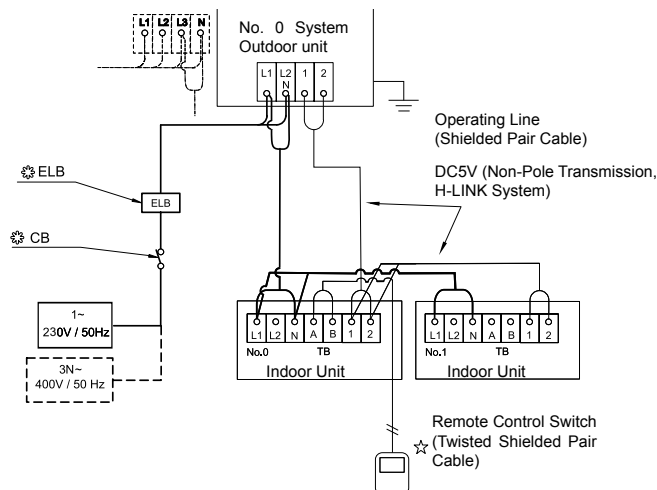 L1 L2 L3 N
No. 0 System
Outdoor unit
L1 L2 N 1 2
Operating Line
(Shielded Pair Cable)
DC5V (Non-Pole Transmission,
H-LINK System)
ELB
ELB
CB
1~
230V / 50Hz
3N~
400V / 50 Hz
L1 L2 N A B 1 2
No.0 TB
Indoor Unit
L1 L2 N A B 1 2
No.1 TB
Indoor Unit
Remote Control Switch
(Twisted Shielded Pair
Cable)